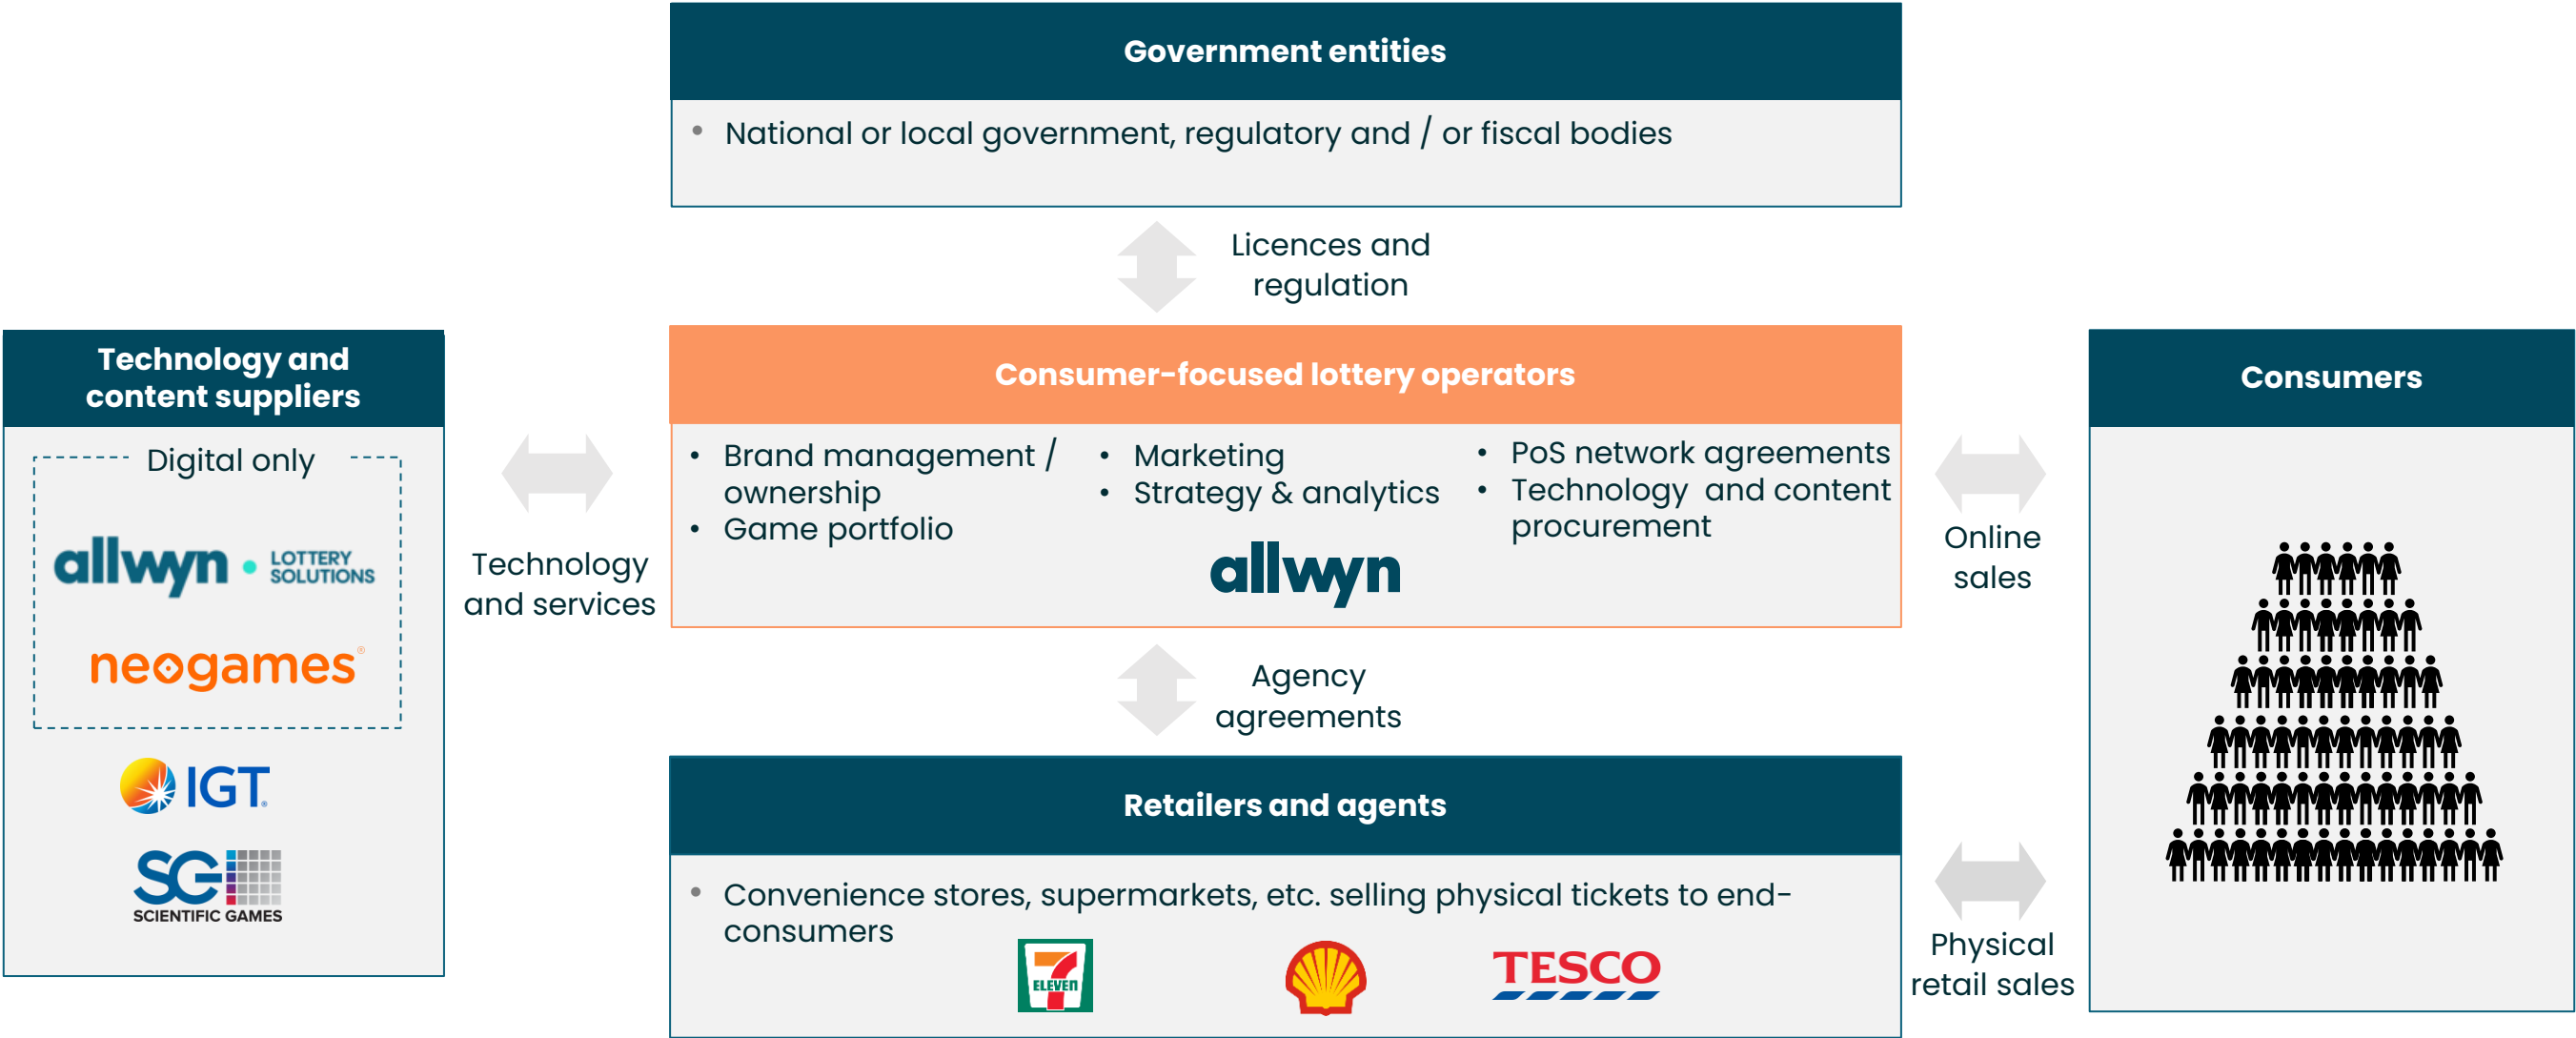 Government entities
• National or local government, regulatory and / or fiscal bodies
Licences and
regulation
Technology and
content suppliers
Digital only
allwyn • LOTTERY
SOLUTIONS
neogames®
IGT®
SG
SCIENTIFIC GAMES
Technology
and services
Consumer-focused lottery operators
• Brand management /
ownership
• Game portfolio
• Marketing
• Strategy & analytics
• PoS network agreements
• Technology and content
procurement
allwyn
Online
sales
Consumers
Agency
agreements
Retailers and agents
• Convenience stores, supermarkets, etc. selling physical tickets to end-
consumers
7
ELEVEn
TESCO
Physical
retail sales